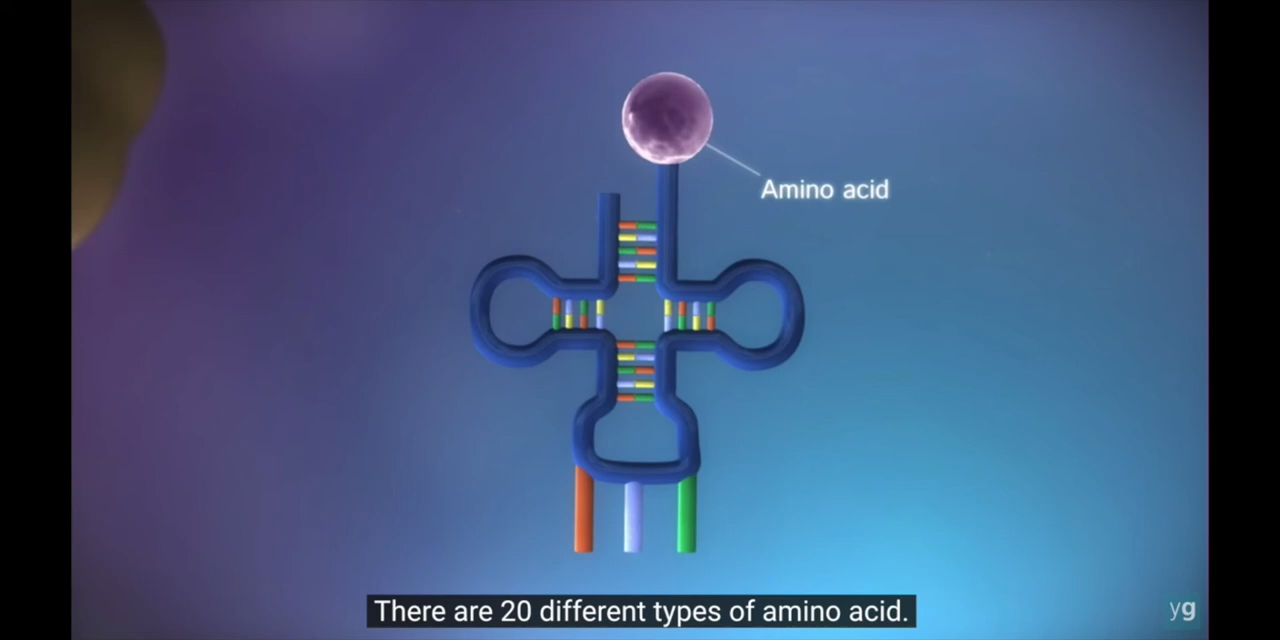 Amino acid
There are 20 different types of amino acid.
yg